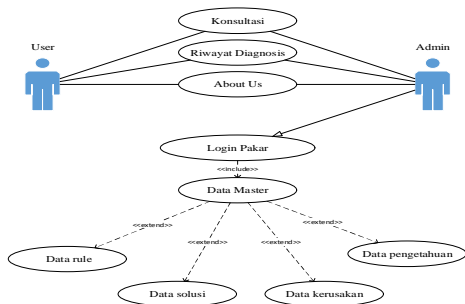 Konsultasi
User
Admin
Riwayat Diagnosis
About Us
Login Pakar
<<include>>
Data Master
<<extend>>
<<extend>>
<<extend>>
<<extend>>
Data rule
Data pengetahuan
Data solusi
Data kerusakan